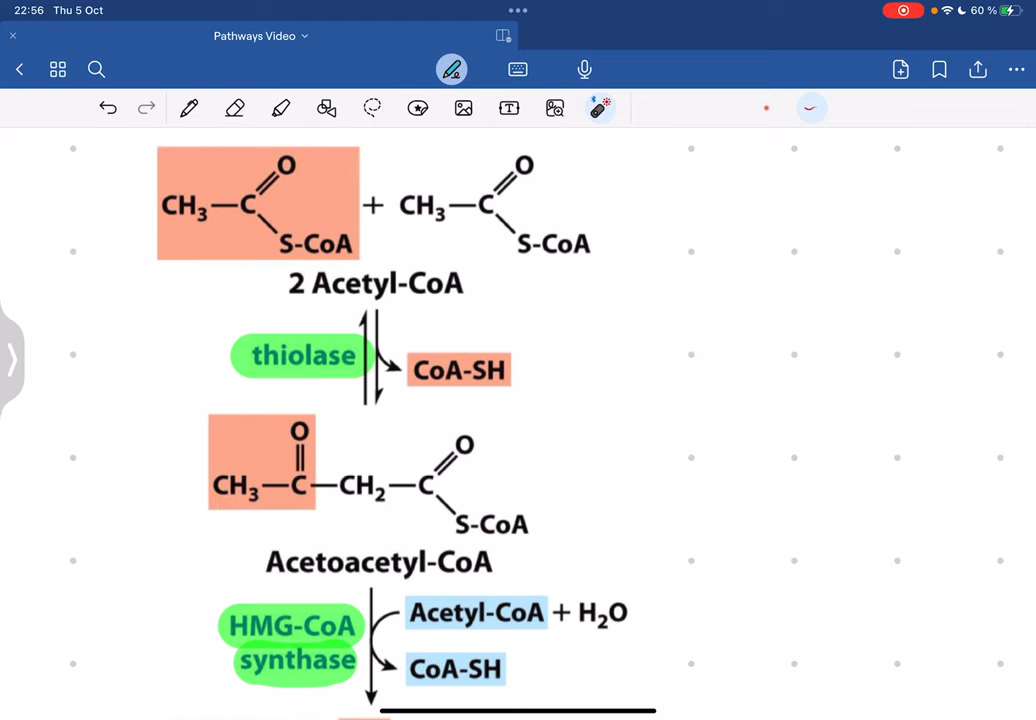 22:56 Thu 5 Oct 60 %
Pathways Video
T
O O
CH₃—C + CH₃—C
S-CoA S-CoA
2 Acetyl-CoA
thiolase
CoA-SH
O
O
CH₃—C—CH₂—C
S-CoA
Acetoacetyl-CoA
Acetyl-CoA + H₂O
HMG-CoA
synthase
CoA-SH